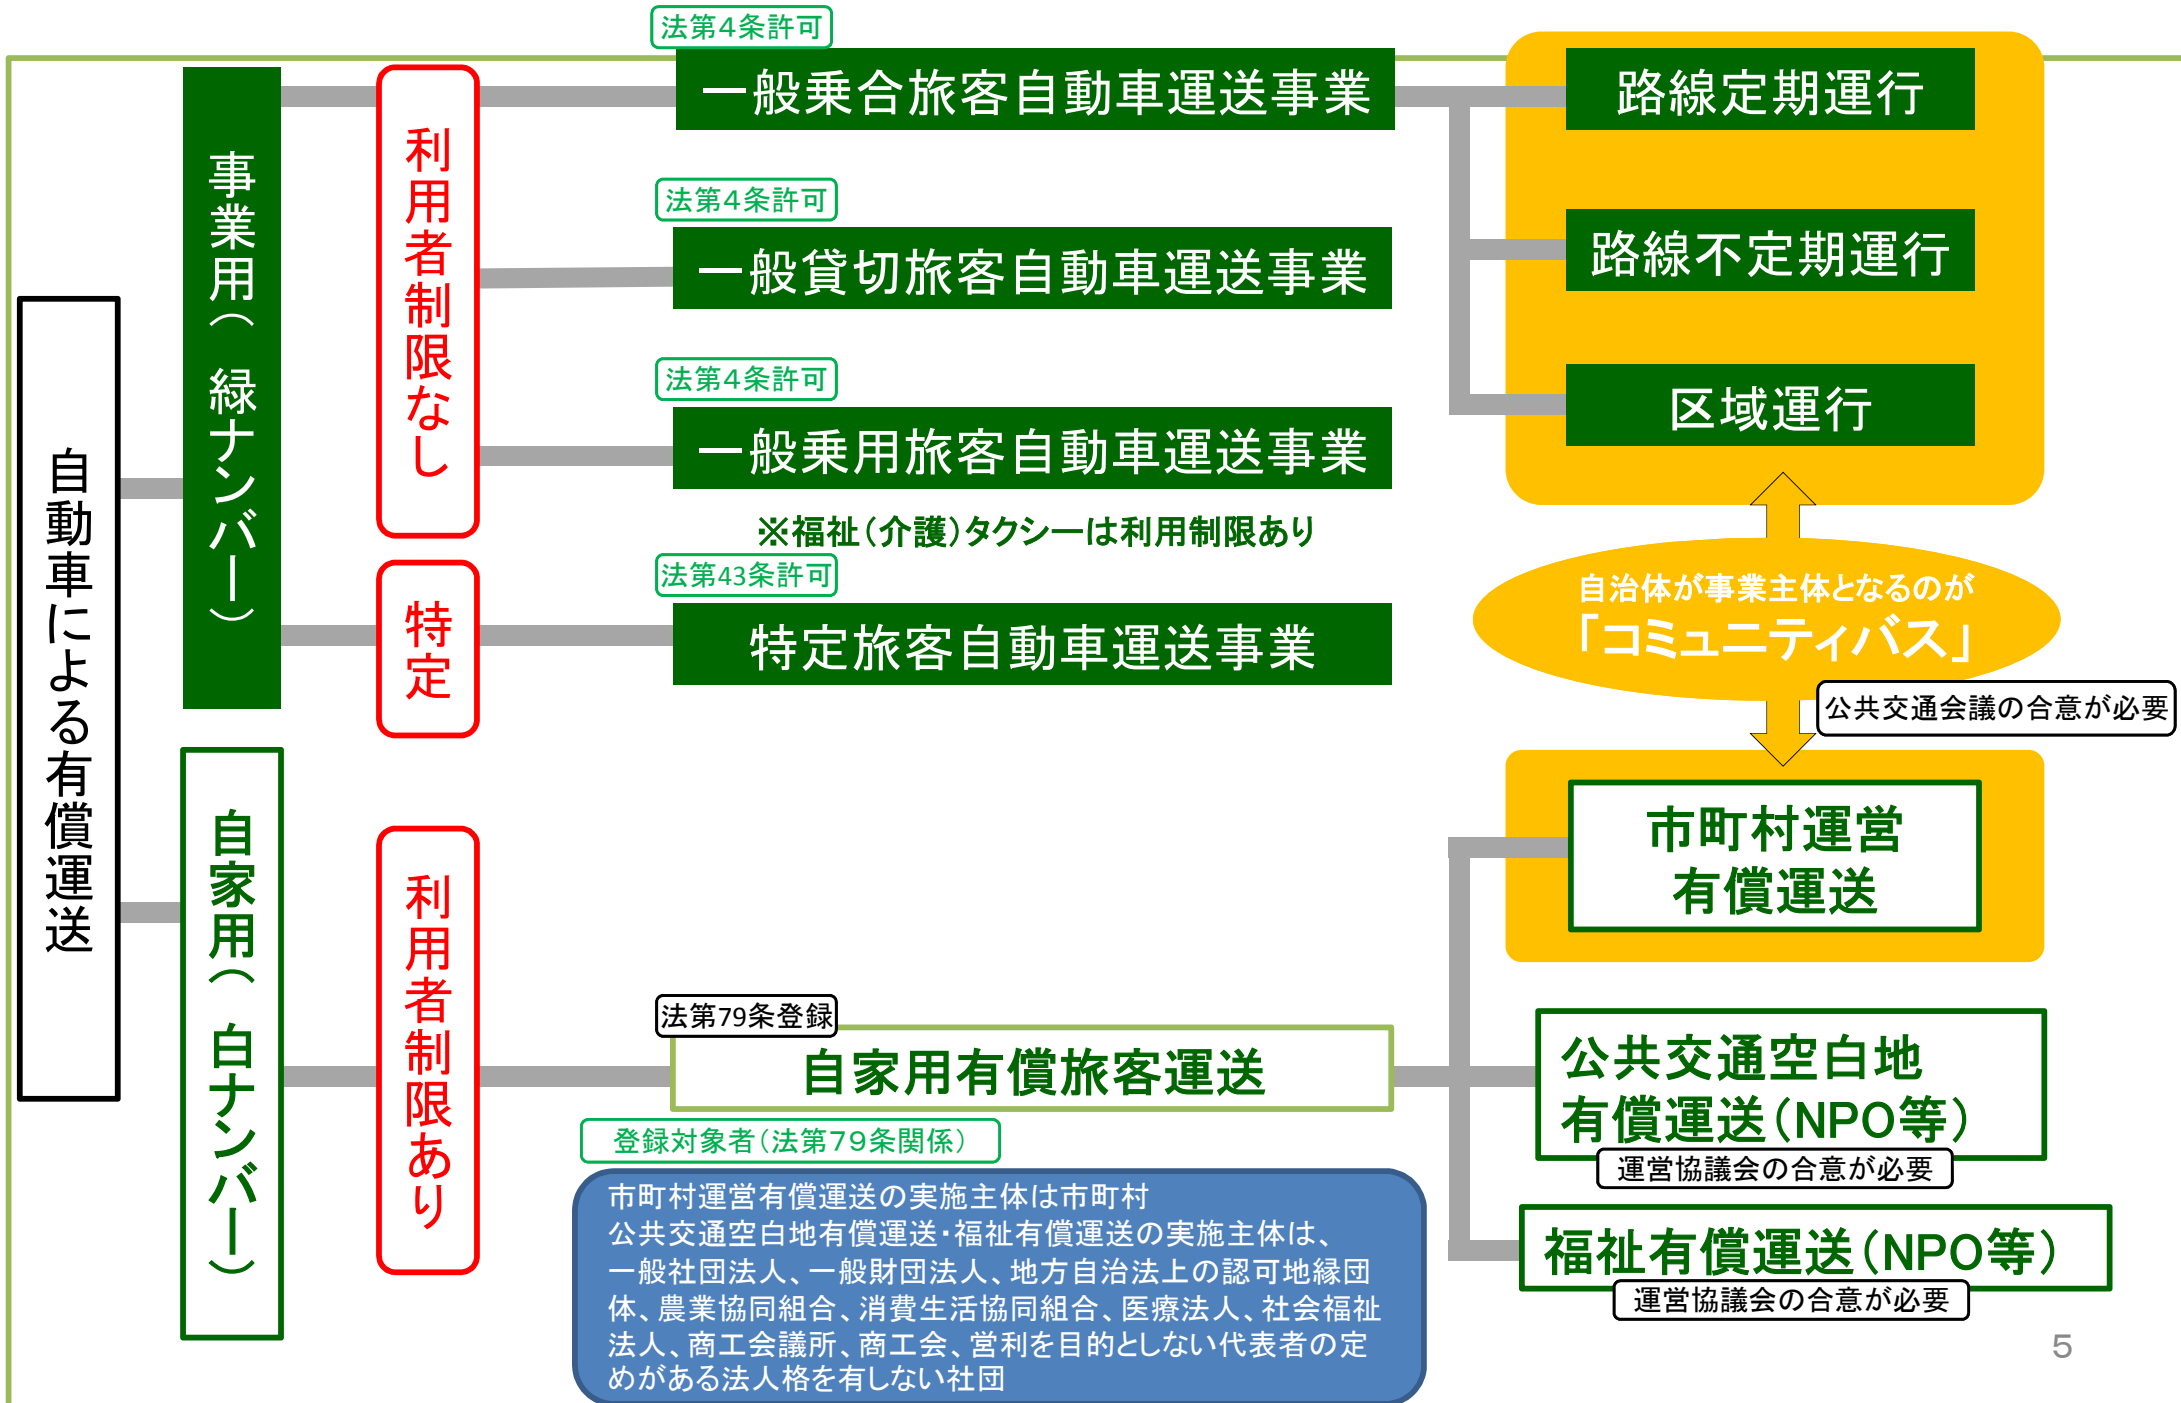 自動車による有償運送
事業用（緑ナンバー）
自家用（白ナンバー）
利用者制限なし
特定
利用者制限あり
法第４条許可
一般乗合旅客自動車運送事業
法第４条許可
一般貸切旅客自動車運送事業
法第４条許可
一般乗用旅客自動車運送事業
※福祉（介護）タクシーは利用制限あり
法第43条許可
特定旅客自動車運送事業
路線定期運行
路線不定期運行
区域運行
自治体が事業主体となるのが
「コミュニティバス」
公共交通会議の合意が必要
市町村運営
有償運送
法第79条登録
自家用有償旅客運送
公共交通空白地
有償運送（NPO等）
運営協議会の合意が必要
福祉有償運送（NPO等）
運営協議会の合意が必要
登録対象者（法第７９条関係）
市町村運営有償運送の実施主体は市町村
公共交通空白地有償運送・福祉有償運送の実施主体は、
一般社団法人、一般財団法人、地方自治法上の認可地縁団
体、農業協同組合、消費生活協同組合、医療法人、社会福祉
法人、商工会議所、商工会、営利を目的としない代表者の定
めがある法人格を有しない社団
5